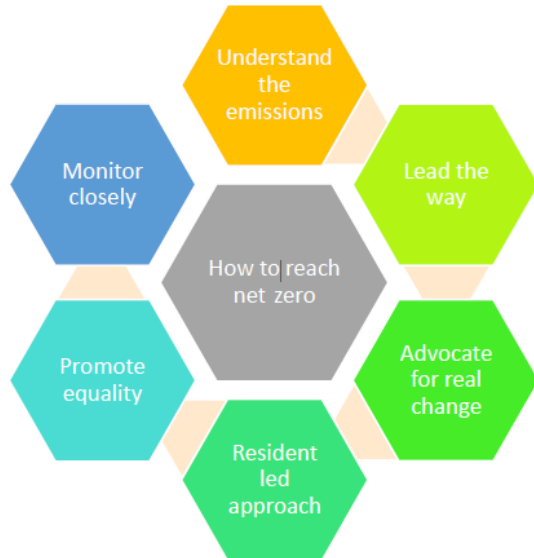 Understand
the
emissions
Lead the
way
Advocate
for real
change
Resident
led
approach
Promote
equality
Monitor
closely
How to reach
net zero